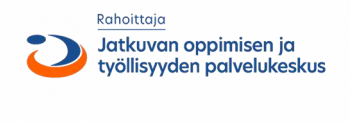 Rahoittaja
Jatkuvan oppimisen ja
työllisyyden palvelukeskus